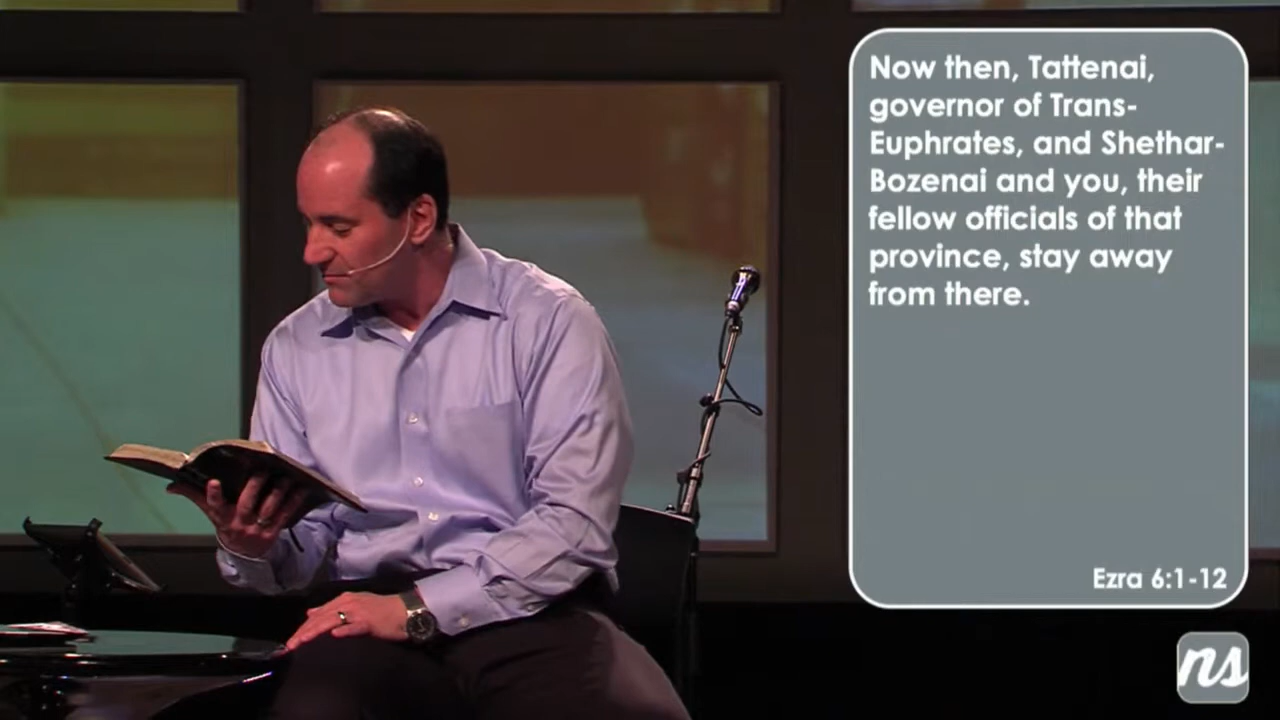 Now then, Tattenai,
governor of Trans-
Euphrates, and Shethar-
Bozenai and you, their
fellow officials of that
province, stay away
from there.
Ezra 6:1-12
ns